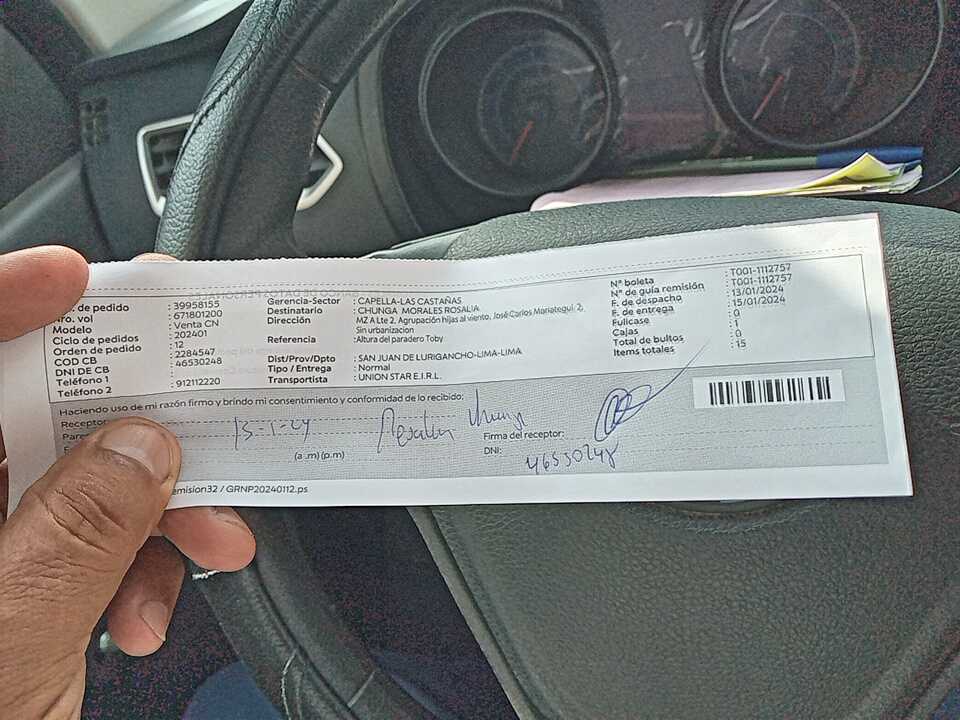 de pedido : 39958155
ro. vol : 671801200
Modelo : Venta CN
Ciclo de pedidos : 202401
Orden de pedido : 12
COD CB : 2284547
DNI DE CB : 46530248
Teléfono 1 :
Teléfono 2 : 912112220
Gerencia-Sector : CAPELLA-LAS CASTAÑAS
Destinatario : CHUNGA MORALES ROSALIA
Dirección : MZ A Lte 2, Agrupación hijas al viento, José Carlos Mariategui 2,
Sin urbanizacion
Referencia : Altura del paradero Toby
Dist/Prov/Dpto : SAN JUAN DE LURIGANCHO-LIMA-LIMA
Tipo / Entrega : Normal
Transportista : UNION STAR E.I.R.L.
N° boleta : T001-1112757
N° de guía remisión : T001-1112757
F. de despacho : 13/01/2024
F. de entrega : 15/01/2024
Fulicase : 0
Cajas : 1
Total de bultos : 0
Items totales : 15
Haciendo uso de mi razón firmo y brindo mi consentimiento y conformidad de lo recibido;
Receptor
Pare
15-1-24
(a .m) (p.m)
Rosalia Chunga
Firma del receptor:
DNI: 46530248
emision32 / GRNP20240112.ps